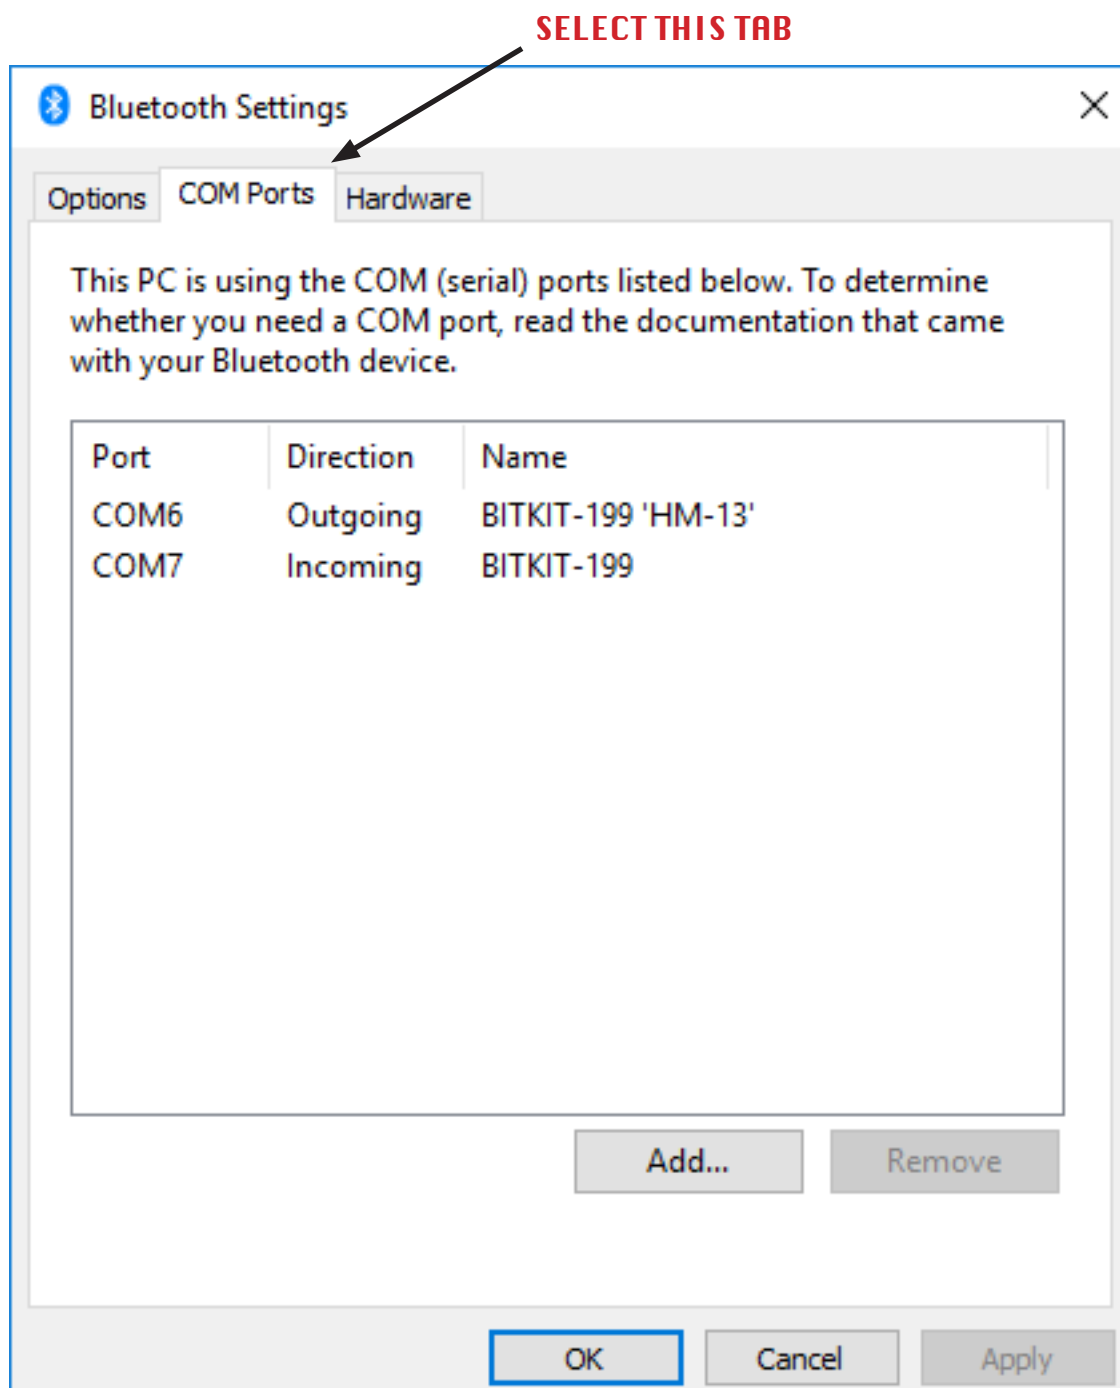 SELECT THIS TAB
Bluetooth Settings
Options COM Ports Hardware
This PC is using the COM (serial) ports listed below. To determine
whether you need a COM port, read the documentation that came
with your Bluetooth device.
Port Direction Name
COM6 Outgoing BITKIT-199 'HM-13'
COM7 Incoming BITKIT-199
Add... Remove
OK Cancel Apply